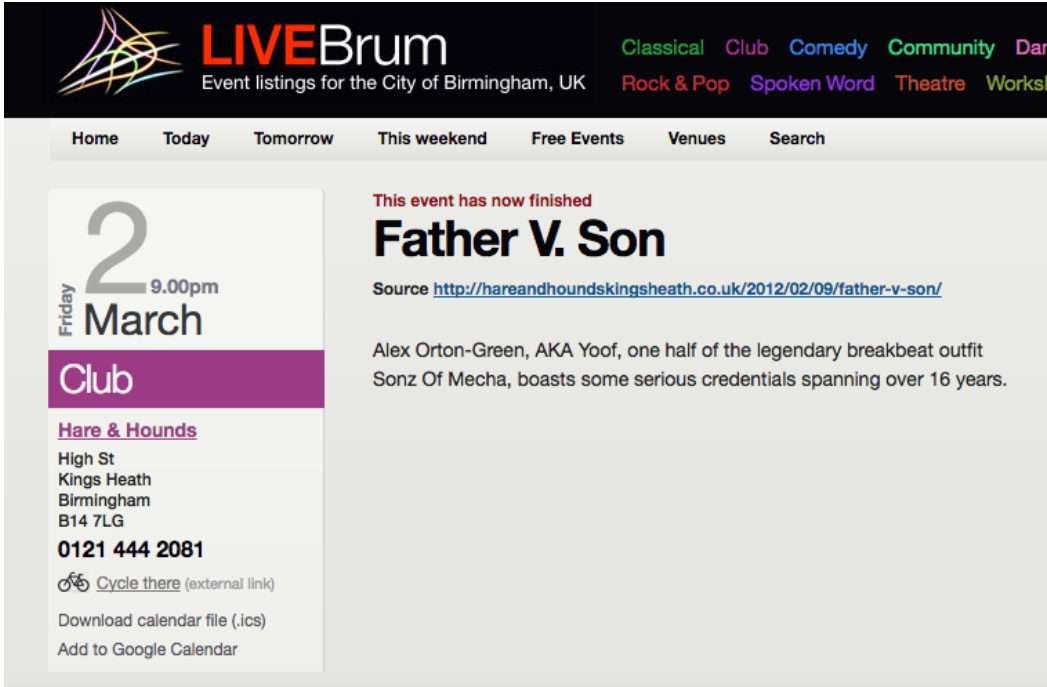 LIVEBrum
Event listings for the City of Birmingham, UK
Classical Club Comedy Community
Rock & Pop Spoken Word Theatre
Home Today Tomorrow This weekend Free Events Venues Search
2
Friday
9.00pm
March
Club
Hare & Hounds
High St
Kings Heath
Birmingham
B14 7LG
0121 444 2081
Cycle there (external link)
Download calendar file (.ics)
Add to Google Calendar
This event has now finished
Father V. Son
Source http://hareandhoundskingsheath.co.uk/2012/02/09/father-v-son/
Alex Orton-Green, AKA Yoof, one half of the legendary breakbeat outfit
Sonz Of Mecha, boasts some serious credentials spanning over 16 years.